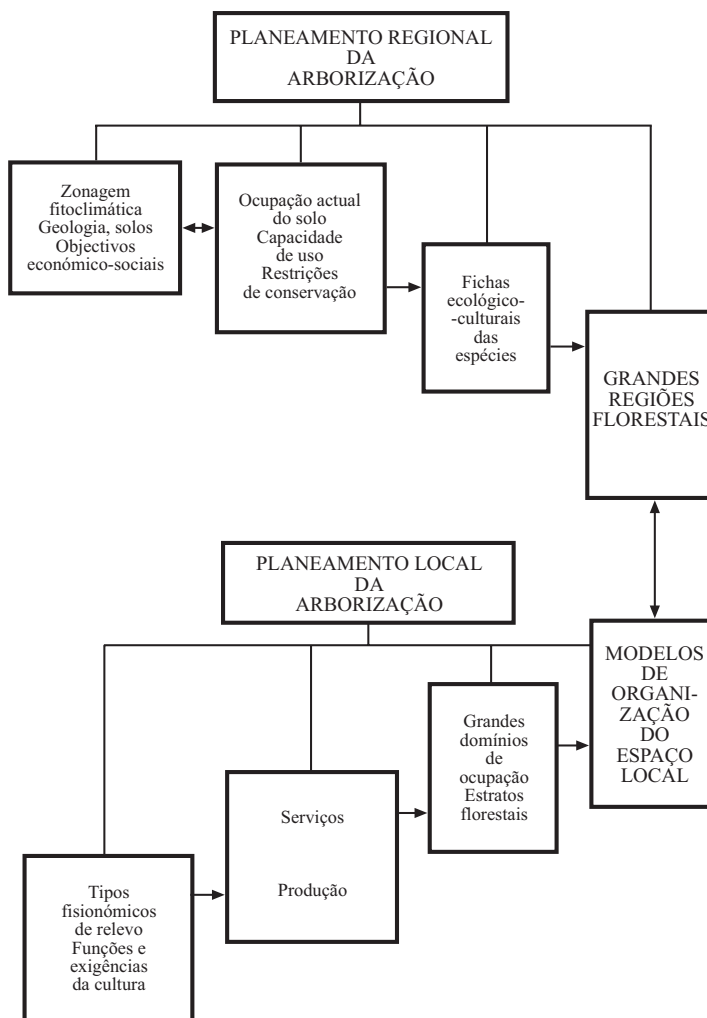 PLANEAMENTO REGIONAL
DA
ARBORIZAÇÃO
Zonagem
fitoclimática
Geologia, solos
Objectivos
económico-sociais
Ocupação actual
do solo
Capacidade
de uso
Restrições
de conservação
Fichas
ecológico-
-culturais
das
espécies
GRANDES
REGIÕES
FLORESTAIS
PLANEAMENTO LOCAL
DA
ARBORIZAÇÃO
MODELOS
DE
ORGANI-
ZAÇÃO
DO
ESPAÇO
LOCAL
Grandes
domínios
de
ocupação
Estratos
florestais
Serviços
Produção
Tipos
fisionómicos
de relevo
Funções e
exigências
da cultura